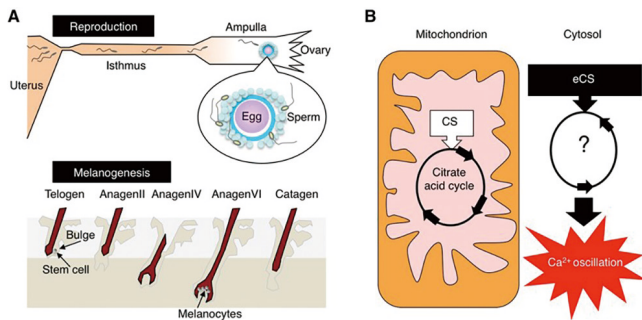 A
Reproduction
Ampulla
Ovary
Isthmus
Uterus
Egg
Sperm
Melanogenesis
Telogen AnagenII AnagenIV AnagenVI Catagen
Bulge
Stem cell
Melanocytes
B
Mitochondrion
Cytosol
CS
Citrate
acid cycle
eCS
?
Ca²⁺ oscillation